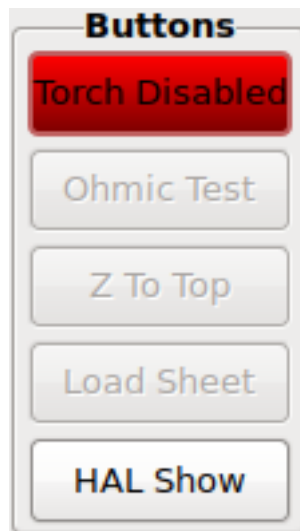 Buttons
Torch Disabled
Ohmic Test
Z To Top
Load Sheet
HAL Show